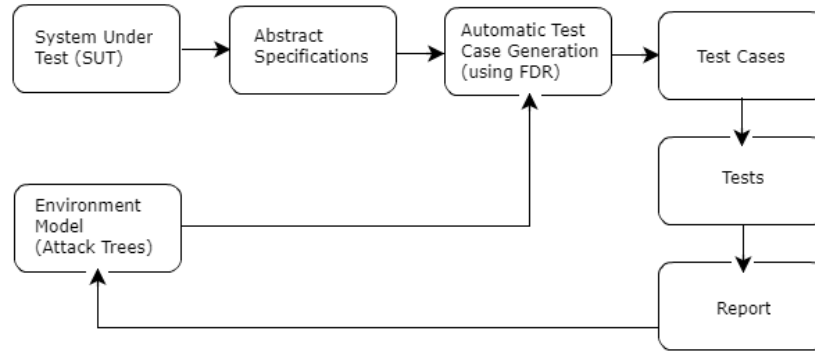 System Under
Test (SUT)
Abstract
Specifications
Automatic Test
Case Generation
(using FDR)
Test Cases
Tests
Environment
Model
(Attack Trees)
Report